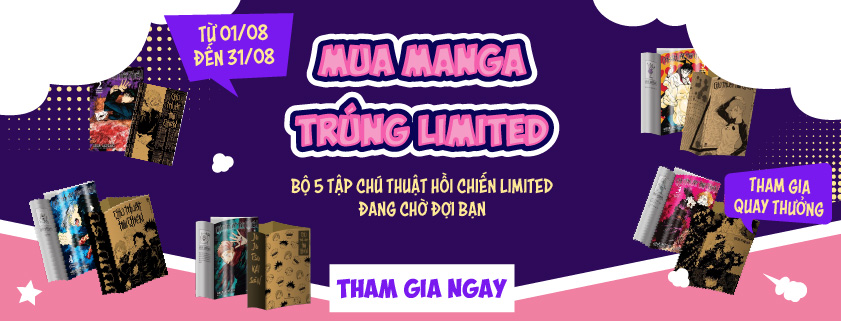 TỪ 01/08
ĐẾN 31/08
MUA MANGA
TRÚNG LIMITED
BỘ 5 TẬP CHÚ THUẬT HỒI CHIẾN LIMITED
ĐANG CHỜ ĐỢI BẠN
THAM GIA
QUAY THƯỞNG
THAM GIA NGAY